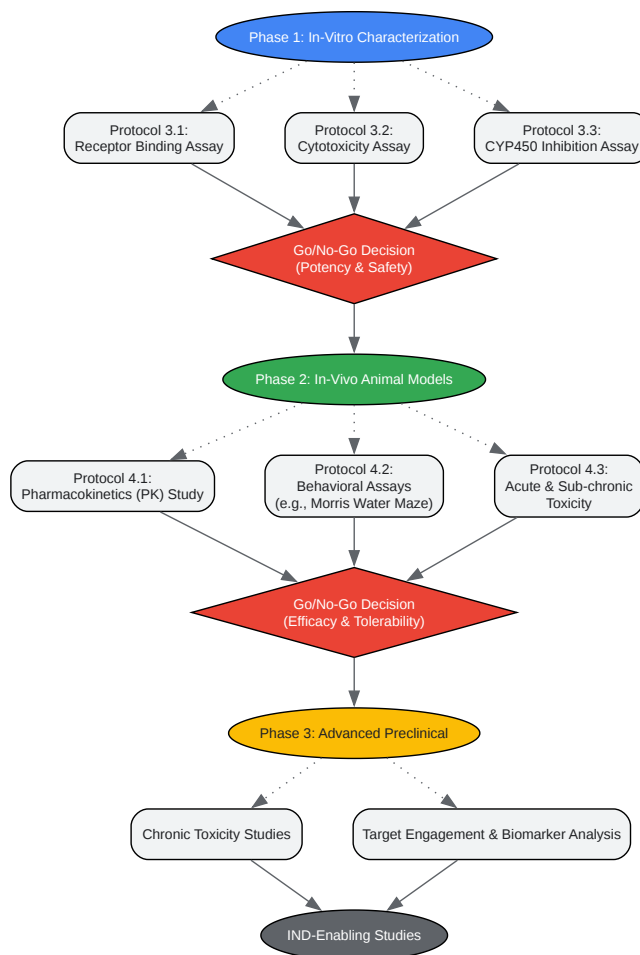 Phase 1: In-Vitro Characterization
Protocol 3.1:
Receptor Binding Assay
Protocol 3.2:
Cytotoxicity Assay
Protocol 3.3:
CYP450 Inhibition Assay
Go/No-Go Decision
(Potency & Safety)
Phase 2: In-Vivo Animal Models
Protocol 4.1:
Pharmacokinetics (PK) Study
Protocol 4.2:
Behavioral Assays
(e.g., Morris Water Maze)
Protocol 4.3:
Acute & Sub-chronic
Toxicity
Go/No-Go Decision
(Efficacy & Tolerability)
Phase 3: Advanced Preclinical
Chronic Toxicity Studies
Target Engagement & Biomarker Analysis
IND-Enabling Studies